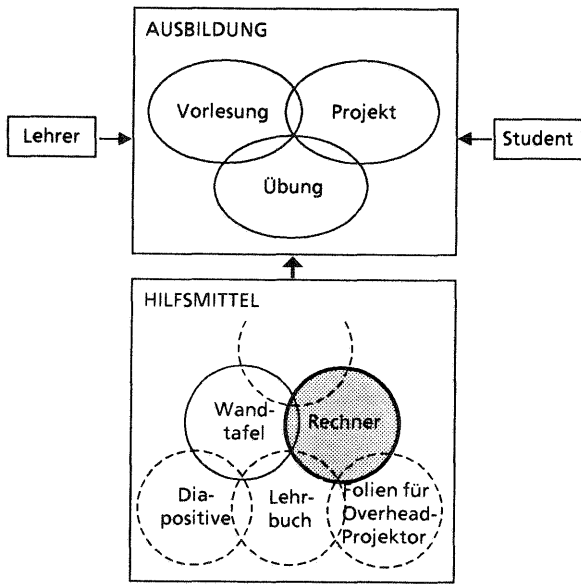 AUSBILDUNG
Vorlesung
Projekt
Lehrer
Student
Übung
HILFSMITTEL
Wand-
tafel
Rechner
Dia-
positive
Lehr-
buch
Folien für
Overhead-
Projektor